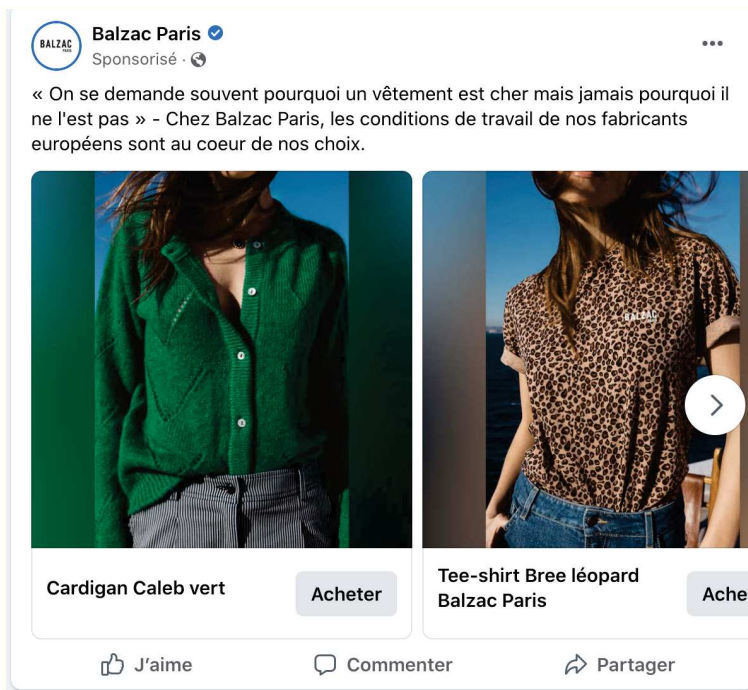 BALZAC
PARIS
Balzac Paris
Sponsorisé ·
« On se demande souvent pourquoi un vêtement est cher mais jamais pourquoi il
ne l'est pas » - Chez Balzac Paris, les conditions de travail de nos fabricants
européens sont au coeur de nos choix.
BALZAC
Cardigan Caleb vert
Acheter
Tee-shirt Bree léopard
Balzac Paris
Ache
J'aime
Commenter
Partager